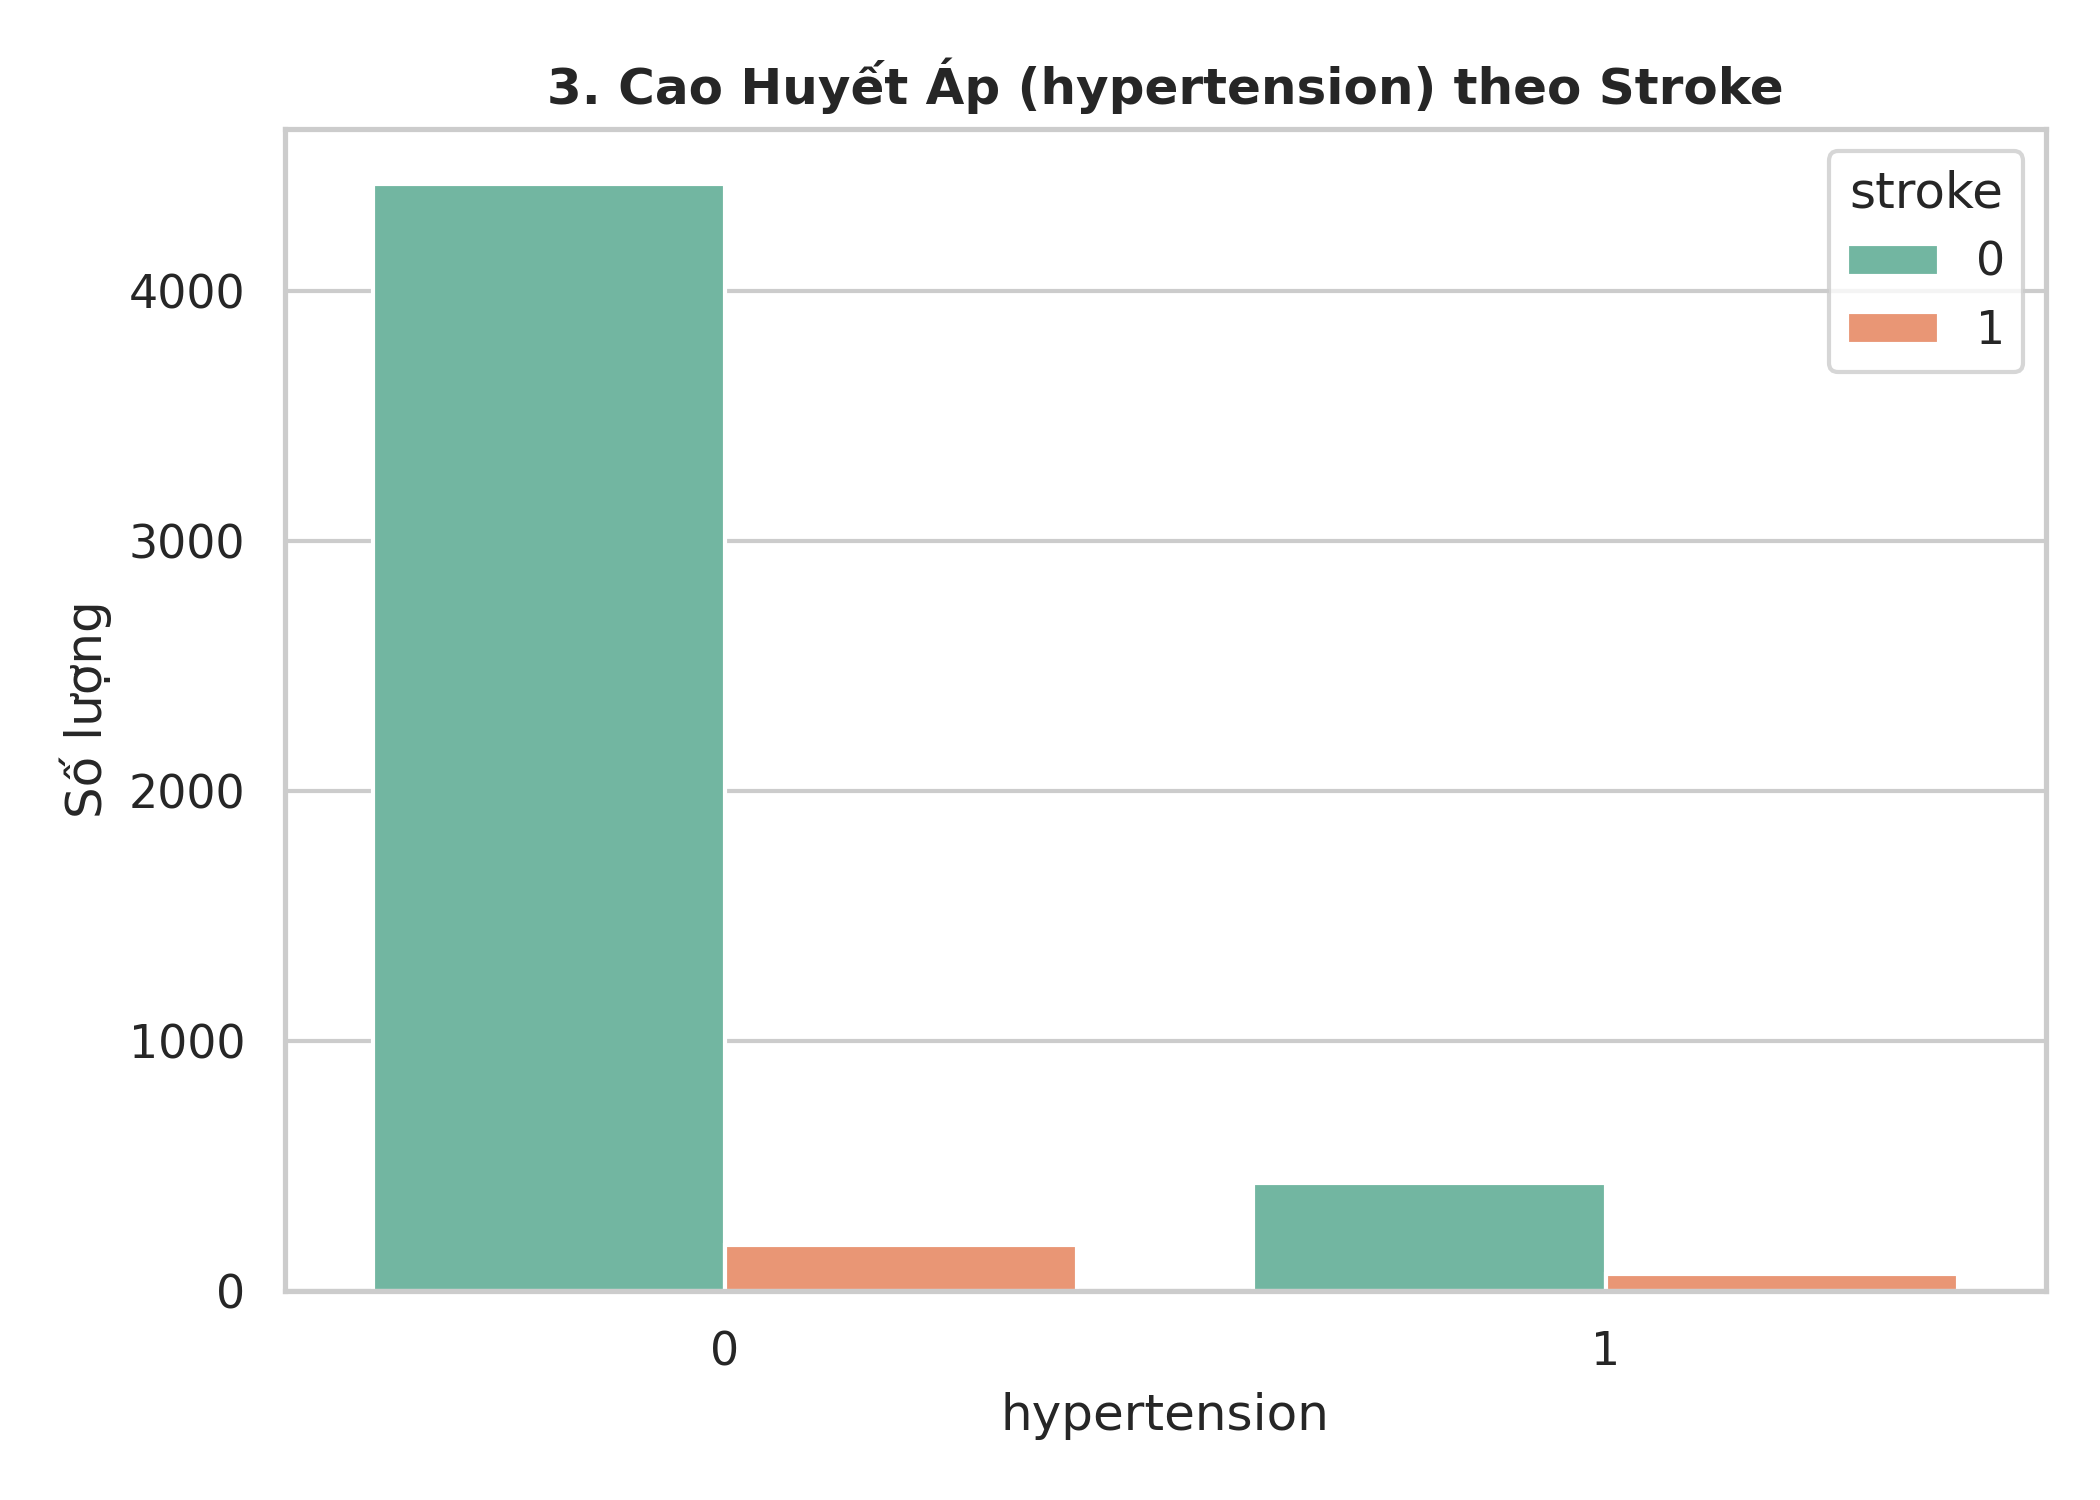 3. Cao Huyết Áp (hypertension) theo Stroke
stroke
0
1
4000
3000
2000
1000
0
Số lượng
0
1
hypertension